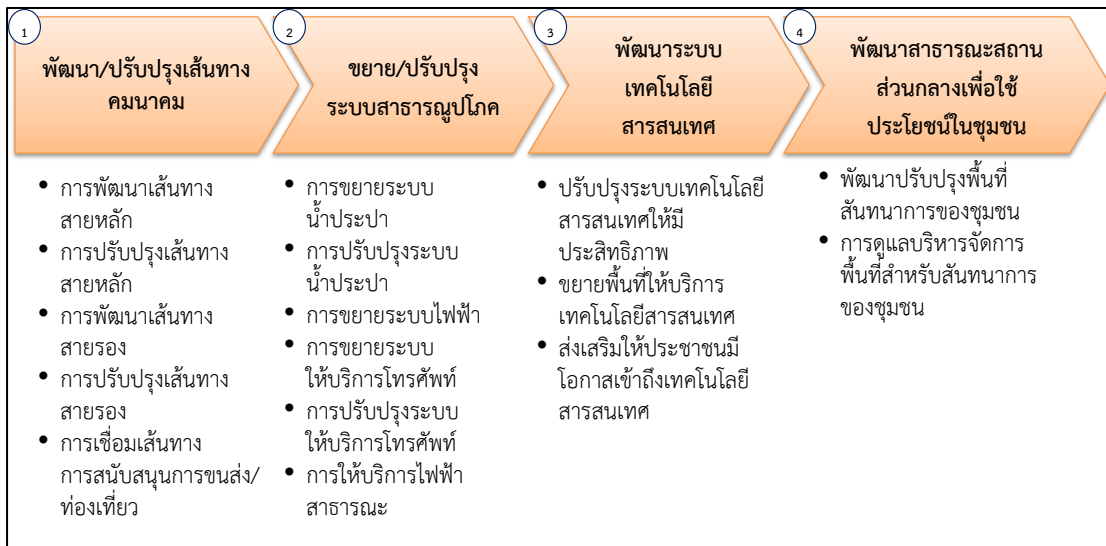 1
พัฒนา/ปรับปรุงเส้นทาง
คมนาคม
• การพัฒนาเส้นทาง
สายหลัก
• การปรับปรุงเส้นทาง
สายหลัก
• การพัฒนาเส้นทาง
สายรอง
• การปรับปรุงเส้นทาง
สายรอง
• การเชื่อมเส้นทาง
การสนับสนุนการขนส่ง/
ท่องเที่ยว
2
ขยาย/ปรับปรุง
ระบบสาธารณูปโภค
• การขยายระบบ
น้ำประปา
• การปรับปรุงระบบ
น้ำประปา
• การขยายระบบไฟฟ้า
• การขยายระบบ
ให้บริการโทรศัพท์
• การปรับปรุงระบบ
ให้บริการโทรศัพท์
• การให้บริการไฟฟ้า
สาธารณะ
3
พัฒนาระบบ
เทคโนโลยี
สารสนเทศ
• ปรับปรุงระบบเทคโนโลยี
สารสนเทศให้มี
ประสิทธิภาพ
• ขยายพื้นที่ให้บริการ
เทคโนโลยีสารสนเทศ
• ส่งเสริมให้ประชาชนมี
โอกาสเข้าถึงเทคโนโลยี
สารสนเทศ
4
พัฒนาสาธารณะสถาน
ส่วนกลางเพื่อใช้
ประโยชน์ในชุมชน
• พัฒนาปรับปรุงพื้นที่
สันทนาการของชุมชน
• การดูแลบริหารจัดการ
พื้นที่สำหรับสันทนาการ
ของชุมชน